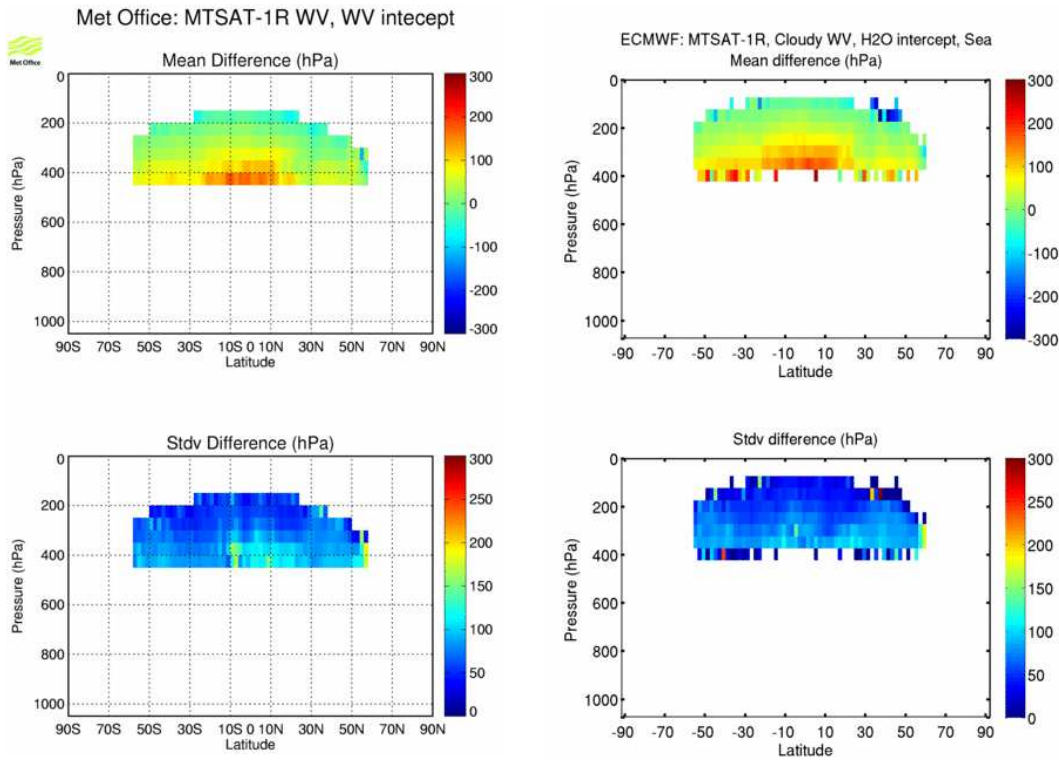 Met Office: MTSAT-1R WV, WV intecept
Met Office
Mean Difference (hPa)
0
200
400
600
800
1000
Pressure (hPa)
90S 70S 50S 30S 10S 0 10N 30N 50N 70N 90N
Latitude
300
200
100
0
-100
-200
-300
ECMWF: MTSAT-1R, Cloudy WV, H2O intercept, Sea
Mean difference (hPa)
0
200
400
600
800
1000
Pressure (hPa)
-90 -70 -50 -30 -10 10 30 50 70 90
Latitude
300
200
100
0
-100
-200
-300
Stdv Difference (hPa)
0
200
400
600
800
1000
Pressure (hPa)
90S 70S 50S 30S 10S 0 10N 30N 50N 70N 90N
Latitude
300
250
200
150
100
50
0
Stdv difference (hPa)
0
200
400
600
800
1000
Pressure (hPa)
-90 -70 -50 -30 -10 10 30 50 70 90
Latitude
300
250
200
150
100
50
0